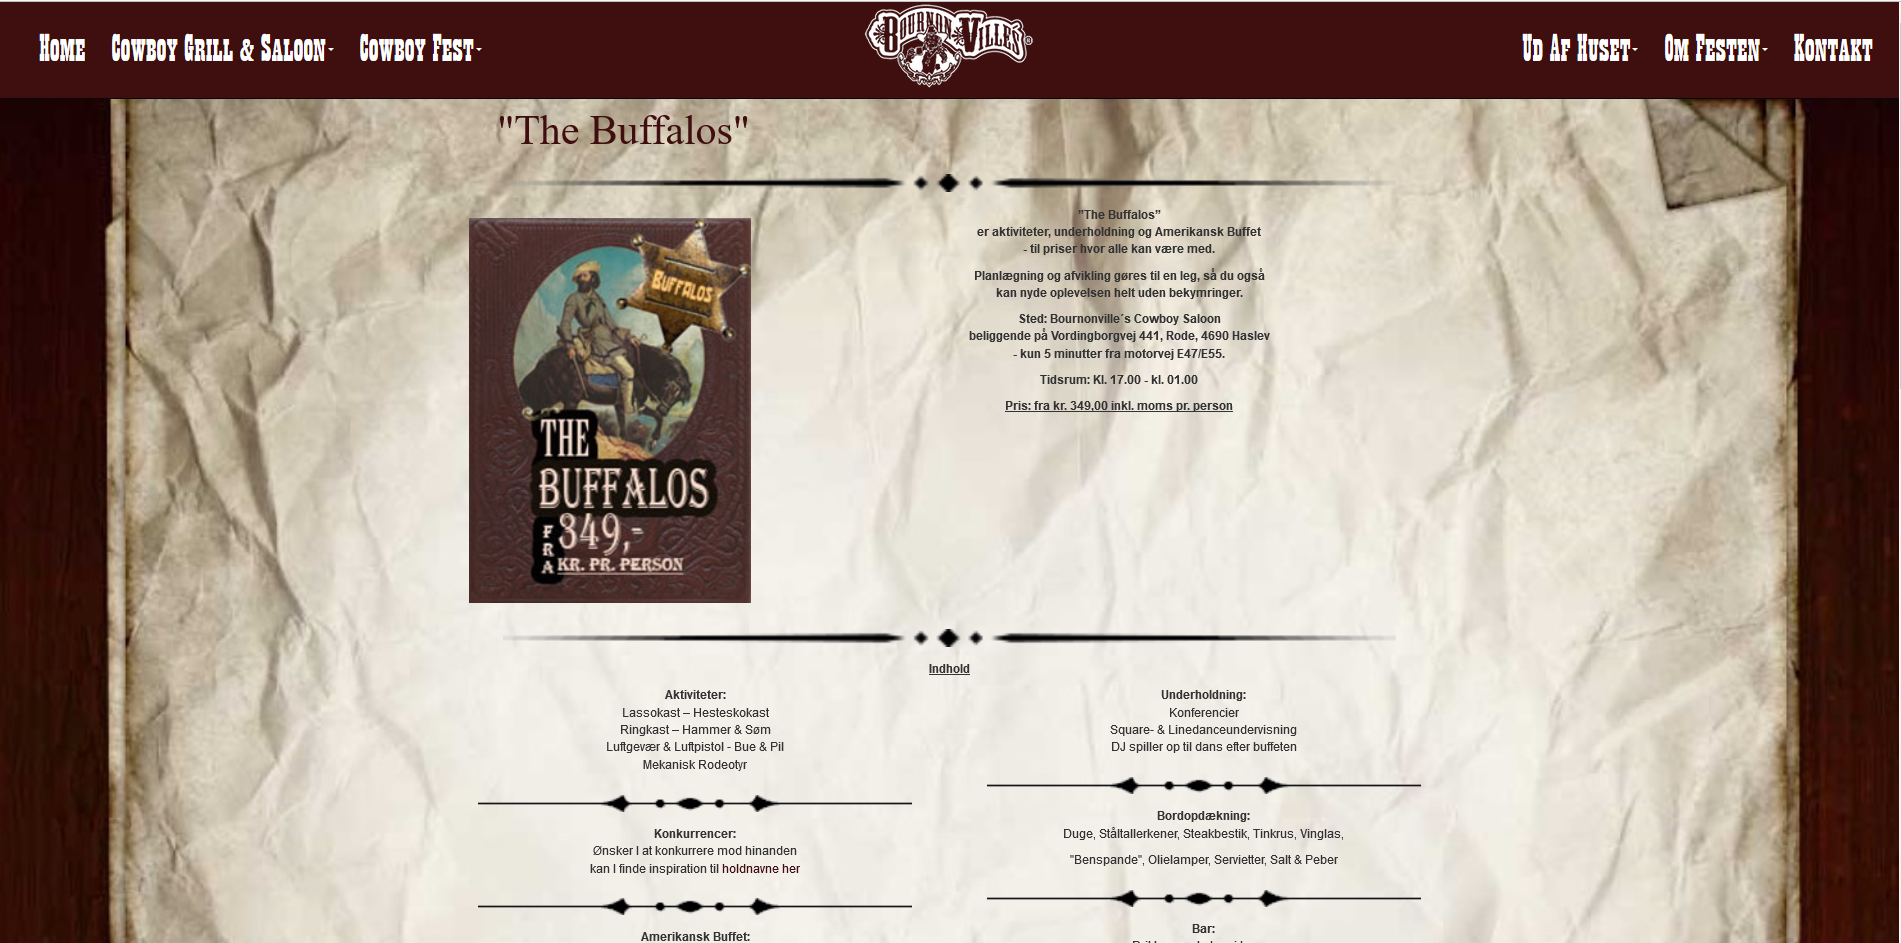 Home
Cowboy Grill & Saloon
Cowboy Fest
Bournonville's®
Ud Af Huset
Om Festen
Kontakt
"The Buffalos"
Buffalos
The
Buffalos
Fra
349,-
Kr. Pr. Person
"The Buffalos"
er aktiviteter, underholdning og Amerikansk Buffet
- til priser hvor alle kan være med.
Planlægning og afvikling gøres til en leg, så du også
kan nyde oplevelsen helt uden bekymringer.
Sted: Bournonville´s Cowboy Saloon
beliggende på Vordingborgvej 441, Rode, 4690 Haslev
- kun 5 minutter fra motorvej E47/E55.
Tidsrum: Kl. 17.00 - kl. 01.00
Pris: fra kr. 349,00 inkl. moms pr. person
Indhold
Aktiviteter:
Lassokast – Hesteskokast
Ringkast – Hammer & Søm
Luftgevær & Luftpistol - Bue & Pil
Mekanisk Rodeotyr
Konkurrencer:
Ønsker I at konkurrere mod hinanden
kan I finde inspiration til holdnavne her
Amerikansk Buffet:
Underholdning:
Konferencier
Square- & Linedanceundervisning
DJ spiller op til dans efter buffeten
Bordopdækning:
Duge, Ståltallerkener, Steakbestik, Tinkrus, Vinglas,
"Benspande", Olielamper, Servietter, Salt & Peber
Bar: